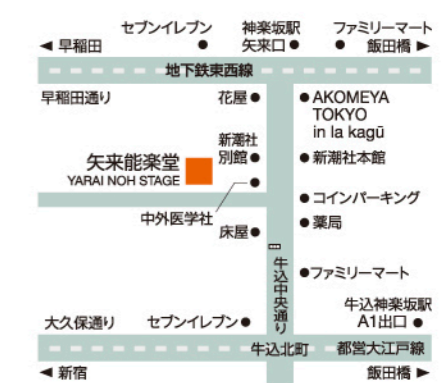 セブンイレブン
神楽坂駅
矢来口
ファミリーマート
◀ 早稲田
飯田橋 ▶
地下鉄東西線
早稲田通り
花屋
AKOMEYA
TOKYO
in la kagū
新潮社
別館
新潮社本館
矢来能楽堂
YARAI NOH STAGE
中外医学社
コインパーキング
床屋
薬局
牛込中央通り
ファミリーマート
牛込神楽坂駅
A1出口
大久保通り
セブンイレブン
牛込北町
都営大江戸線
◀ 新宿
飯田橋 ▶